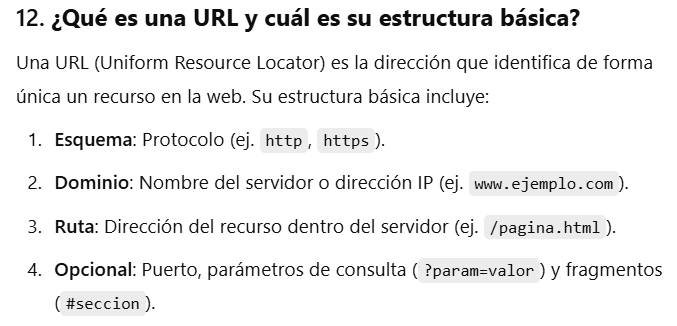 12. ¿Qué es una URL y cuál es su estructura básica?
Una URL (Uniform Resource Locator) es la dirección que identifica de forma
única un recurso en la web. Su estructura básica incluye:
1. Esquema: Protocolo (ej. http, https).
2. Dominio: Nombre del servidor o dirección IP (ej. www.ejemplo.com).
3. Ruta: Dirección del recurso dentro del servidor (ej. /pagina.html).
4. Opcional: Puerto, parámetros de consulta (?param=valor) y fragmentos
(#seccion).